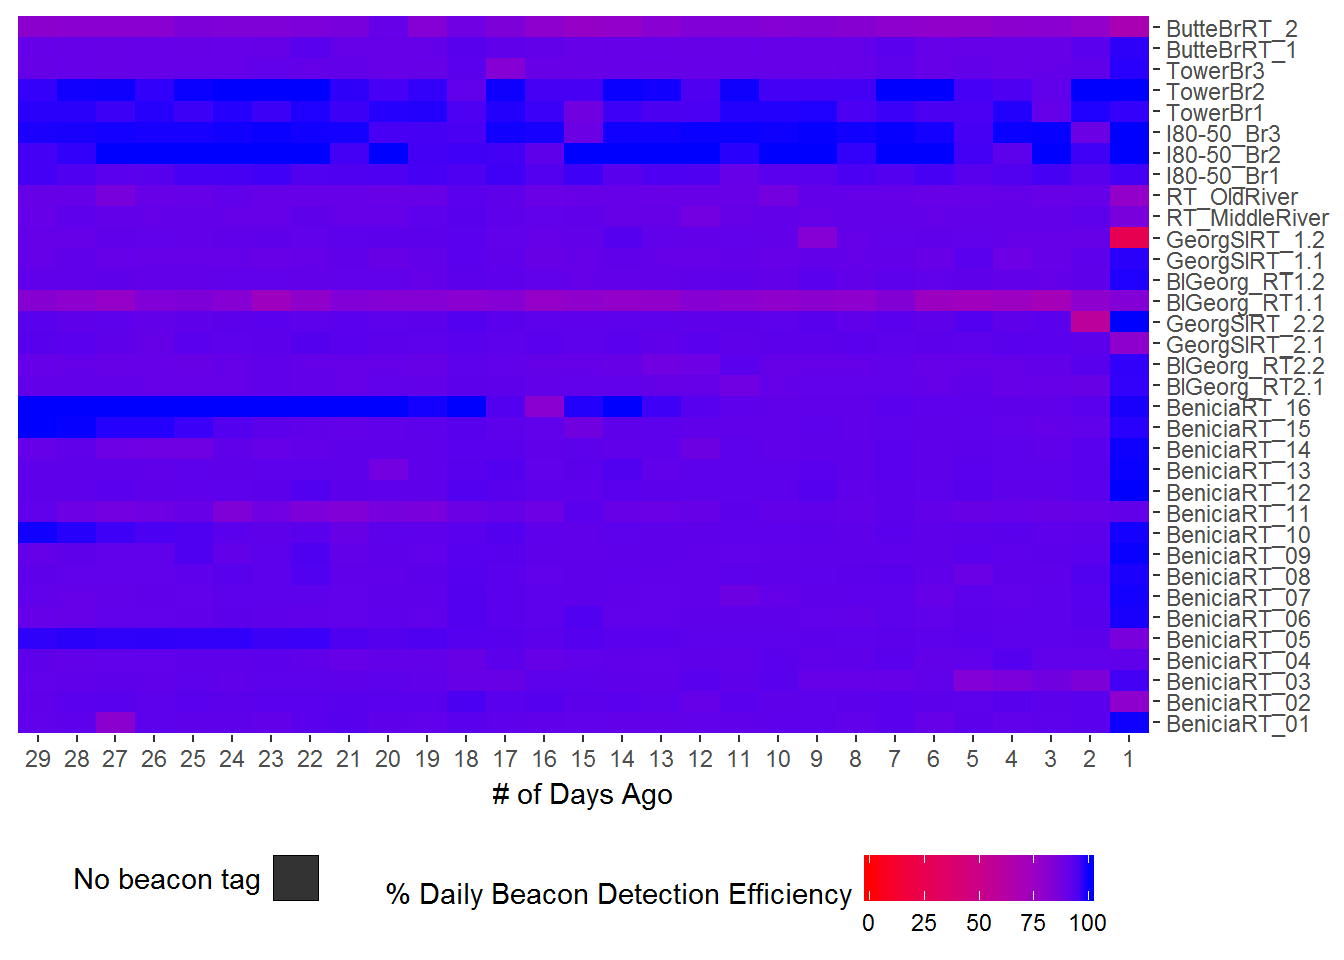 ButteBrRT_2
ButteBrRT_1
TowerBr3
TowerBr2
TowerBr1
I80-50_Br3
I80-50_Br2
I80-50_Br1
RT_OldRiver
RT_MiddleRiver
GeorgSlRT_1.2
GeorgSlRT_1.1
BlGeorg_RT1.2
BlGeorg_RT1.1
GeorgSlRT_2.2
GeorgSlRT_2.1
BlGeorg_RT2.2
BlGeorg_RT2.1
BeniciaRT_16
BeniciaRT_15
BeniciaRT_14
BeniciaRT_13
BeniciaRT_12
BeniciaRT_11
BeniciaRT_10
BeniciaRT_09
BeniciaRT_08
BeniciaRT_07
BeniciaRT_06
BeniciaRT_05
BeniciaRT_04
BeniciaRT_03
BeniciaRT_02
BeniciaRT_01
29 28 27 26 25 24 23 22 21 20 19 18 17 16 15 14 13 12 11 10 9 8 7 6 5 4 3 2 1
# of Days Ago
No beacon tag
% Daily Beacon Detection Efficiency
0 25 50 75 100